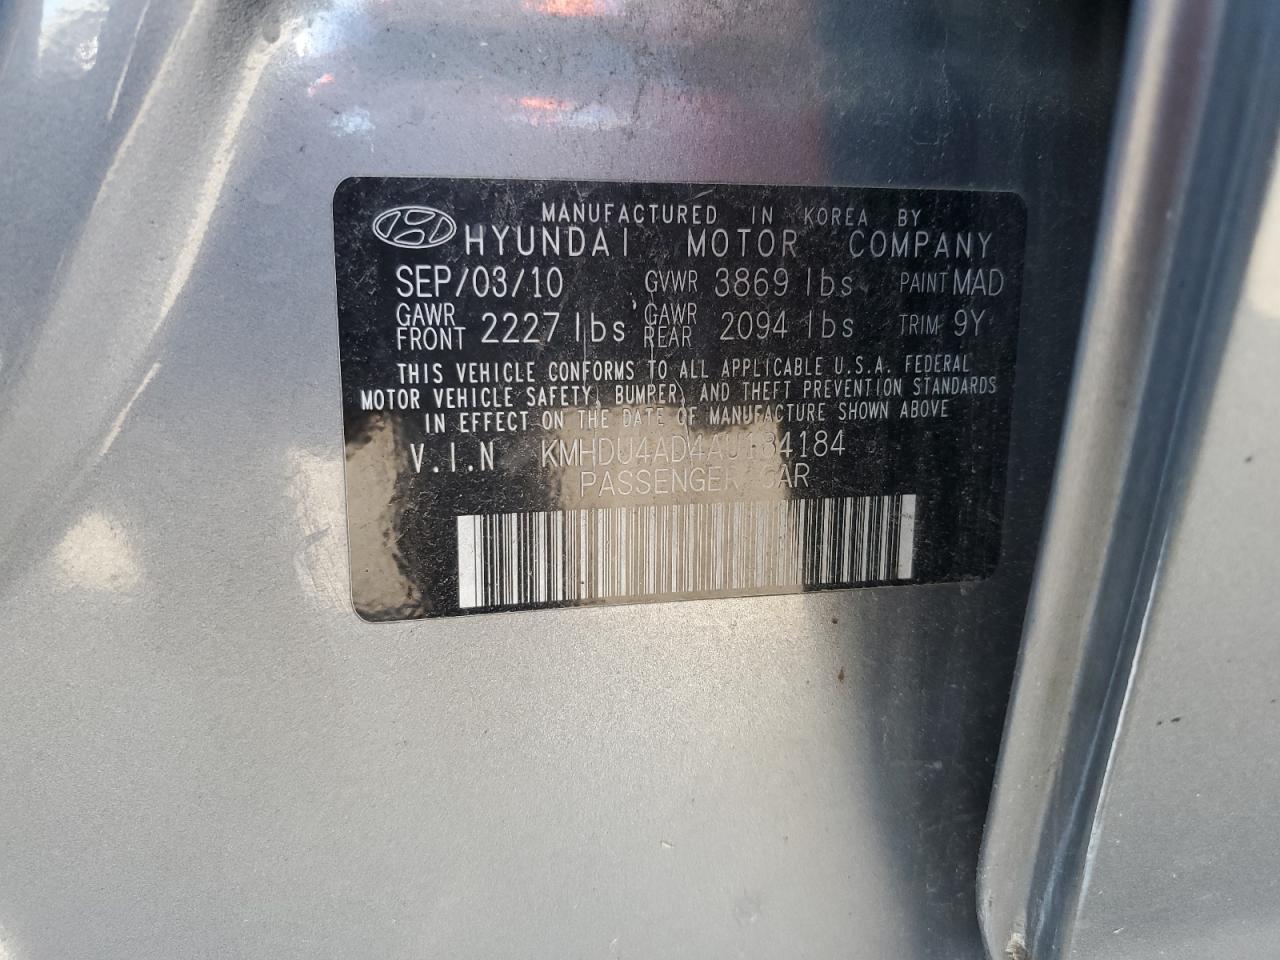 MANUFACTURED IN KOREA BY
HYUNDAI MOTOR COMPANY
SEP/03/10 GVWR 3869 lbs PAINT MAD
GAWR FRONT 2227 lbs GAWR REAR 2094 lbs TRIM 9Y
THIS VEHICLE CONFORMS TO ALL APPLICABLE U.S.A. FEDERAL
MOTOR VEHICLE SAFETY, BUMPER, AND THEFT PREVENTION STANDARDS
IN EFFECT ON THE DATE OF MANUFACTURE SHOWN ABOVE
V.I.N KMHDU4AD4AU184184
PASSENGER CAR